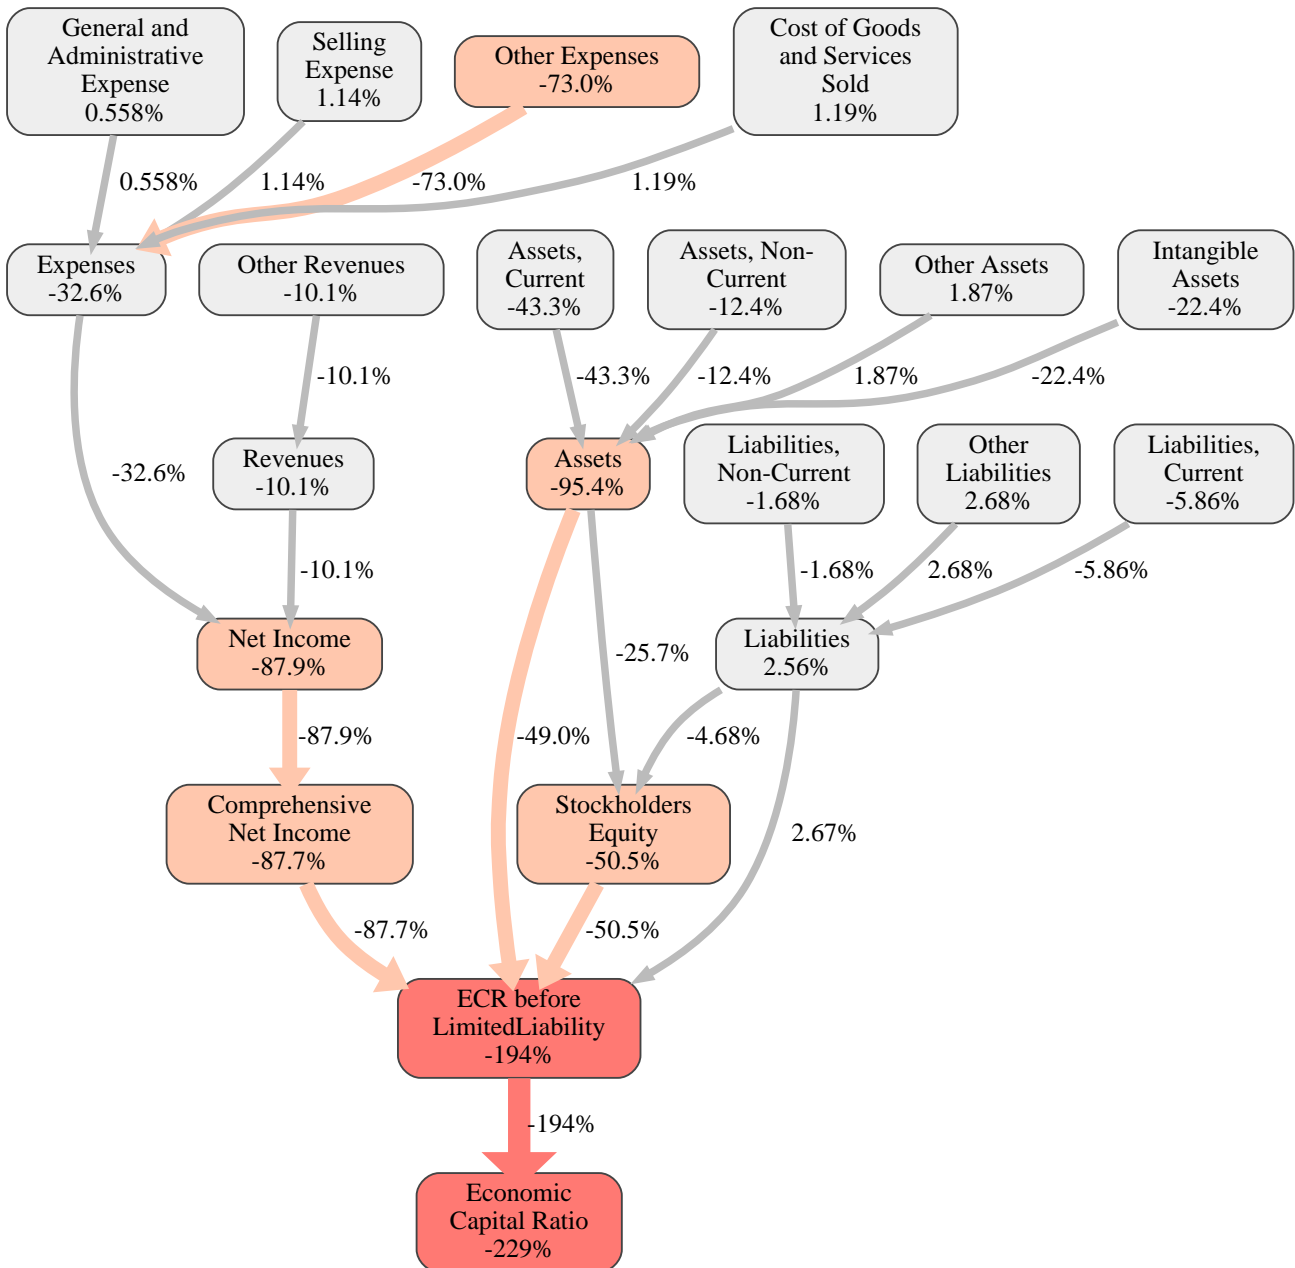 General and
Administrative
Expense
0.558%
Selling
Expense
1.14%
Other Expenses
-73.0%
Cost of Goods
and Services
Sold
1.19%
0.558%
1.14%
-73.0%
1.19%
Expenses
-32.6%
Other Revenues
-10.1%
Assets,
Current
-43.3%
Assets, Non-
Current
-12.4%
Other Assets
1.87%
Intangible
Assets
-22.4%
-10.1%
-43.3%
-12.4%
1.87%
-22.4%
-32.6%
Revenues
-10.1%
Assets
-95.4%
Liabilities,
Non-Current
-1.68%
Other
Liabilities
2.68%
Liabilities,
Current
-5.86%
-10.1%
-1.68%
2.68%
-5.86%
Net Income
-87.9%
-25.7%
Liabilities
2.56%
-87.9%
-49.0%
-4.68%
Comprehensive
Net Income
-87.7%
Stockholders
Equity
-50.5%
2.67%
-87.7%
-50.5%
ECR before
LimitedLiability
-194%
-194%
Economic
Capital Ratio
-229%